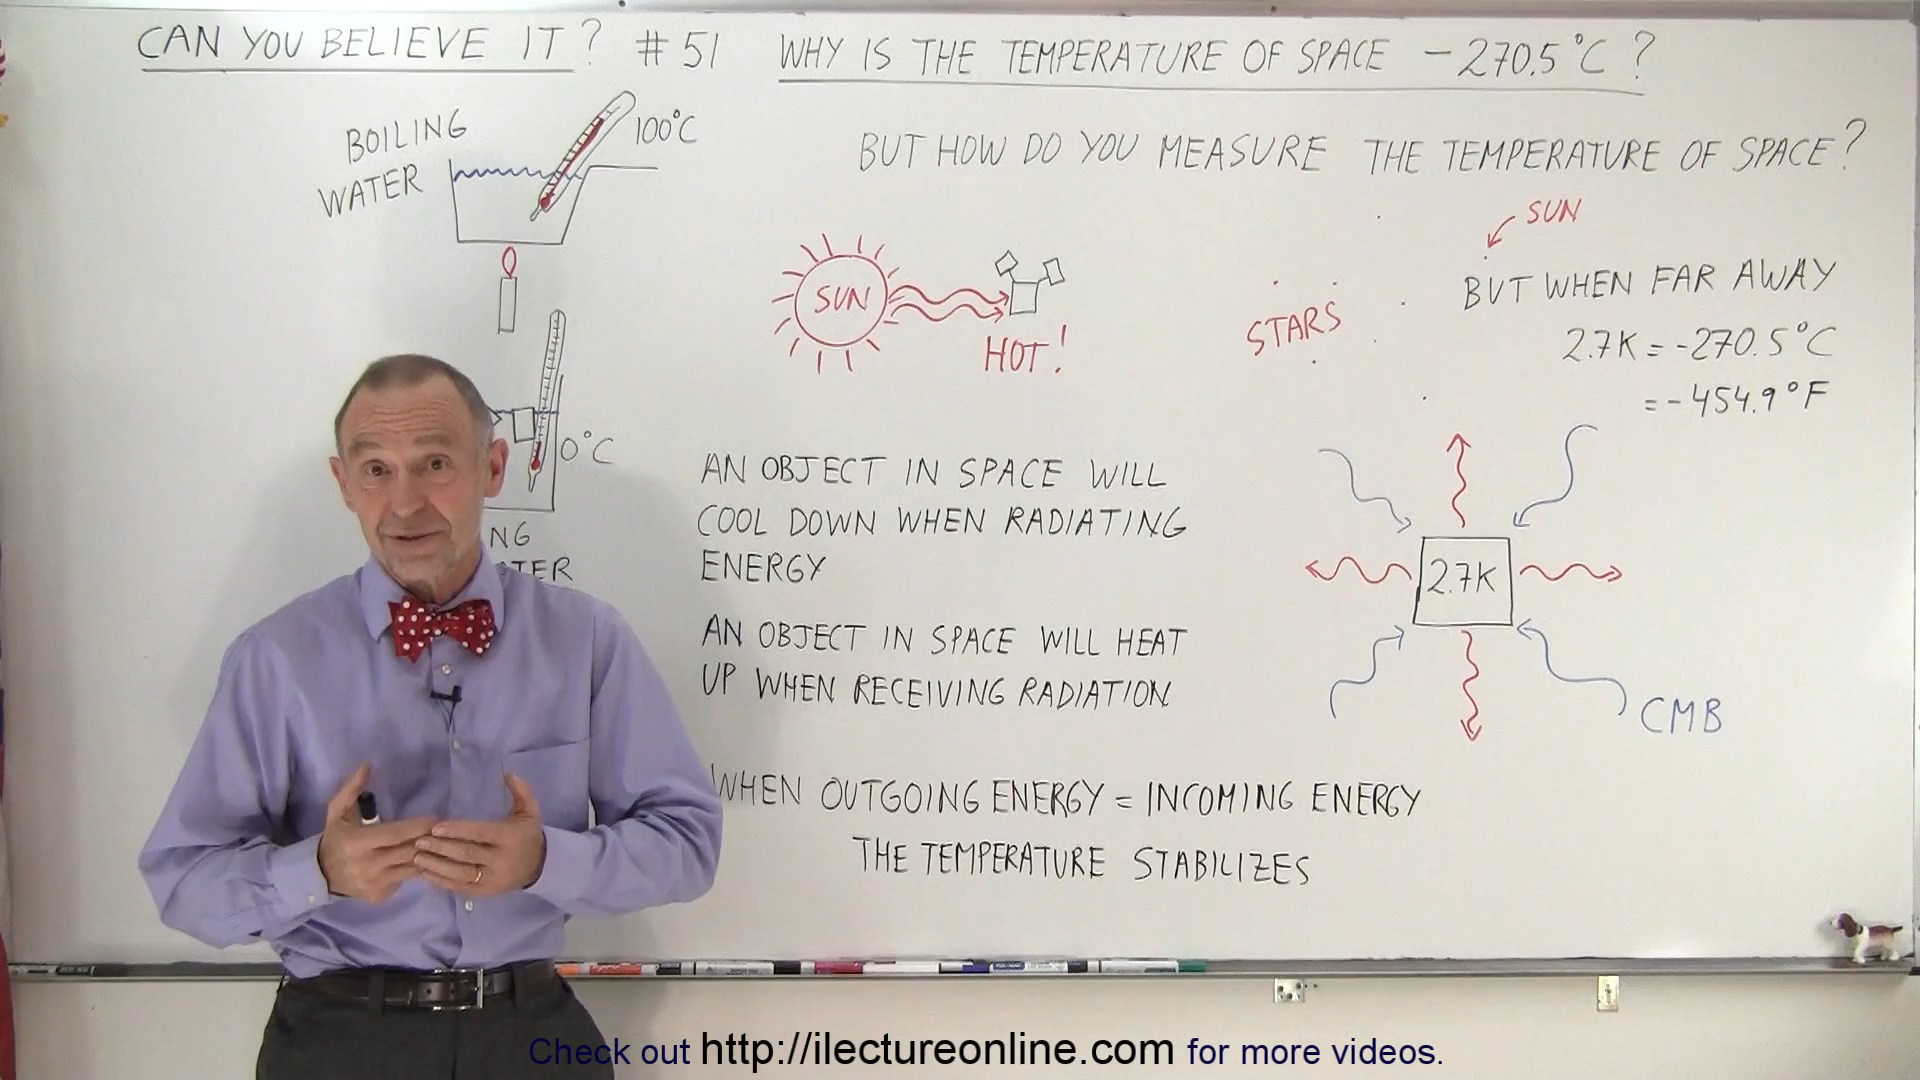 CAN YOU BELIEVE IT? #51 WHY IS THE TEMPERATURE OF SPACE -270.5°C?
BOILING
WATER
100°C
BUT HOW DO YOU MEASURE THE TEMPERATURE OF SPACE?
SUN
HOT!
STARS
SUN
BUT WHEN FAR AWAY
2.7K = -270.5°C
= -454.9°F
0°C
AN OBJECT IN SPACE WILL
COOL DOWN WHEN RADIATING
ENERGY
AN OBJECT IN SPACE WILL HEAT
UP WHEN RECEIVING RADIATION
2.7K
CMB
WHEN OUTGOING ENERGY = INCOMING ENERGY
THE TEMPERATURE STABILIZES
Check out http://ilectureonline.com for more videos.